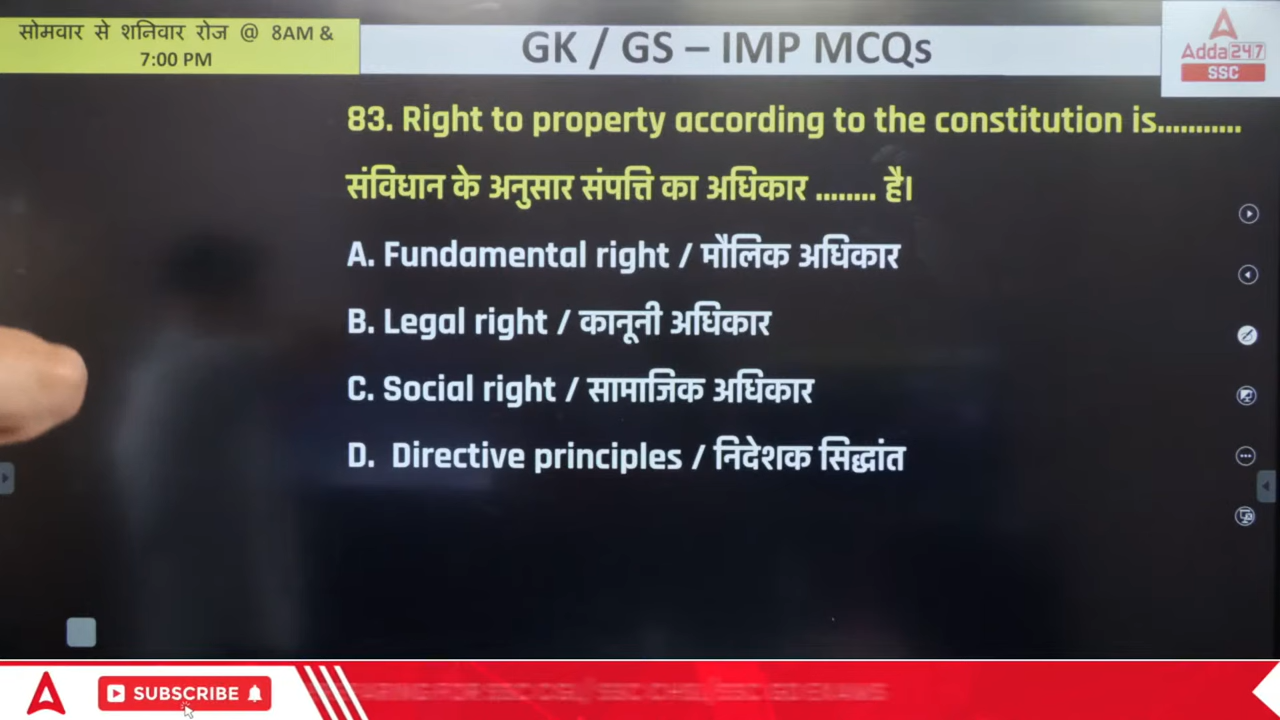 सोमवार से शनिवार रोज @ 8AM &
7:00 PM
GK / GS – IMP MCQs
Adda247
SSC
83. Right to property according to the constitution is...........
संविधान के अनुसार संपत्ति का अधिकार ........ है।
A. Fundamental right / मौलिक अधिकार
B. Legal right / कानूनी अधिकार
C. Social right / सामाजिक अधिकार
D. Directive principles / निदेशक सिद्धांत
SUBSCRIBE